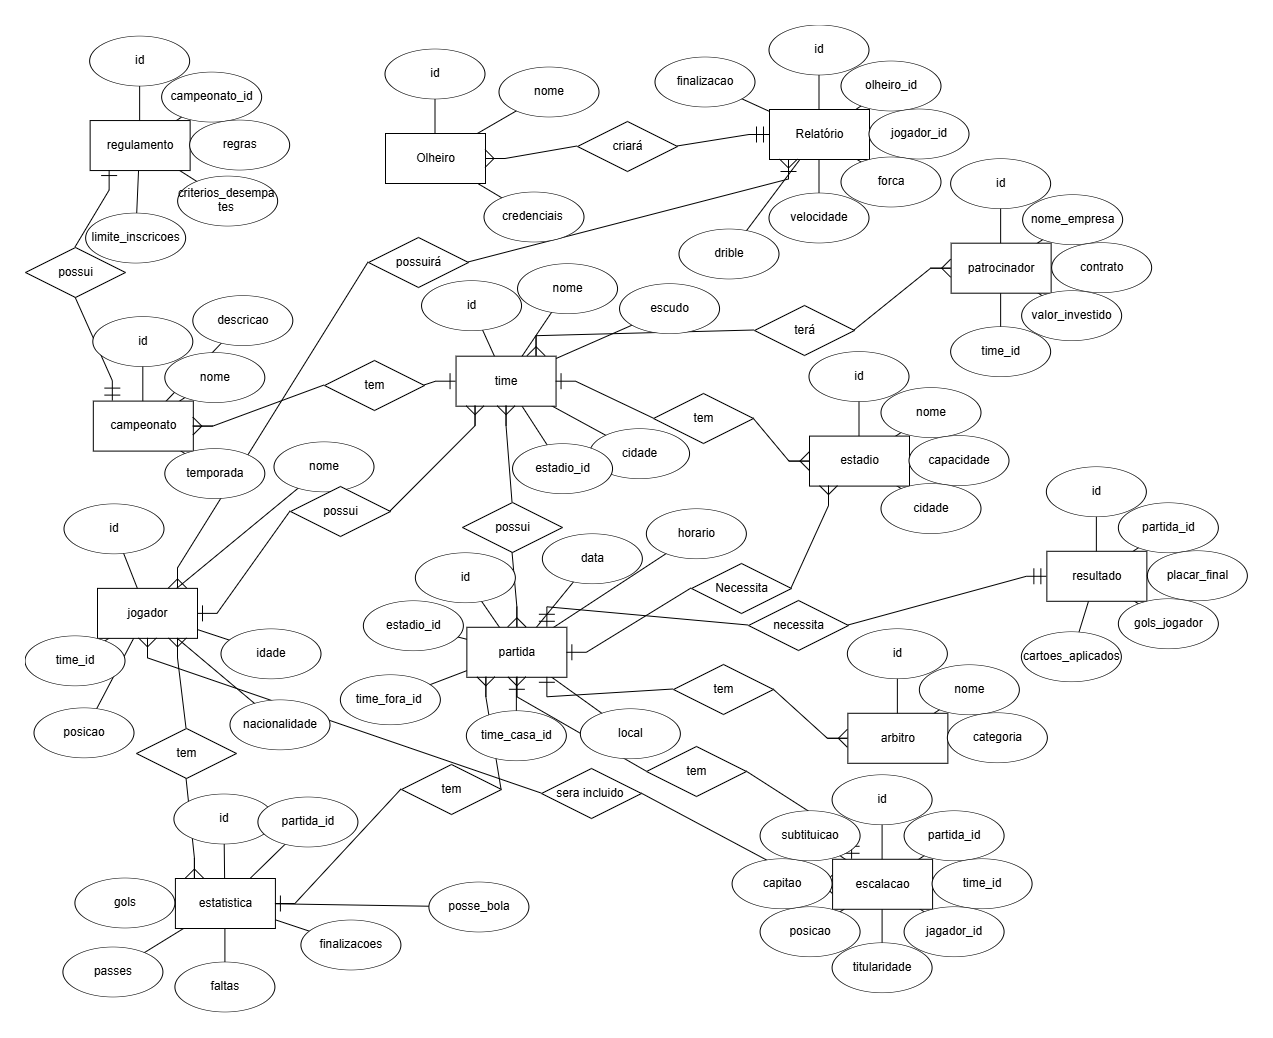 id
campeonato_id
regulamento
regras
criterios_desempa
tes
limite_inscricoes
possui
id
descricao
nome
campeonato
temporada
id
nome
Olheiro
credenciais
criará
finalizacao
id
olheiro_id
Relatório
jogador_id
forca
velocidade
drible
possuirá
id
nome_empresa
patrocinador
contrato
valor_investido
time_id
terá
id
nome
escudo
time
tem
estadio_id
cidade
tem
id
nome
estadio
capacidade
cidade
nome
possui
possui
id
jogador
time_id
idade
posicao
nacionalidade
id
data
horario
estadio_id
partida
time_fora_id
time_casa_id
local
Necessita
necessita
id
partida_id
resultado
placar_final
gols_jogador
cartoes_aplicados
tem
id
nome
arbitro
categoria
tem
tem
tem
sera incluido
id
partida_id
gols
estatistica
posse_bola
passes
faltas
finalizacoes
id
subtituicao
partida_id
capitao
escalacao
time_id
posicao
jagador_id
titularidade